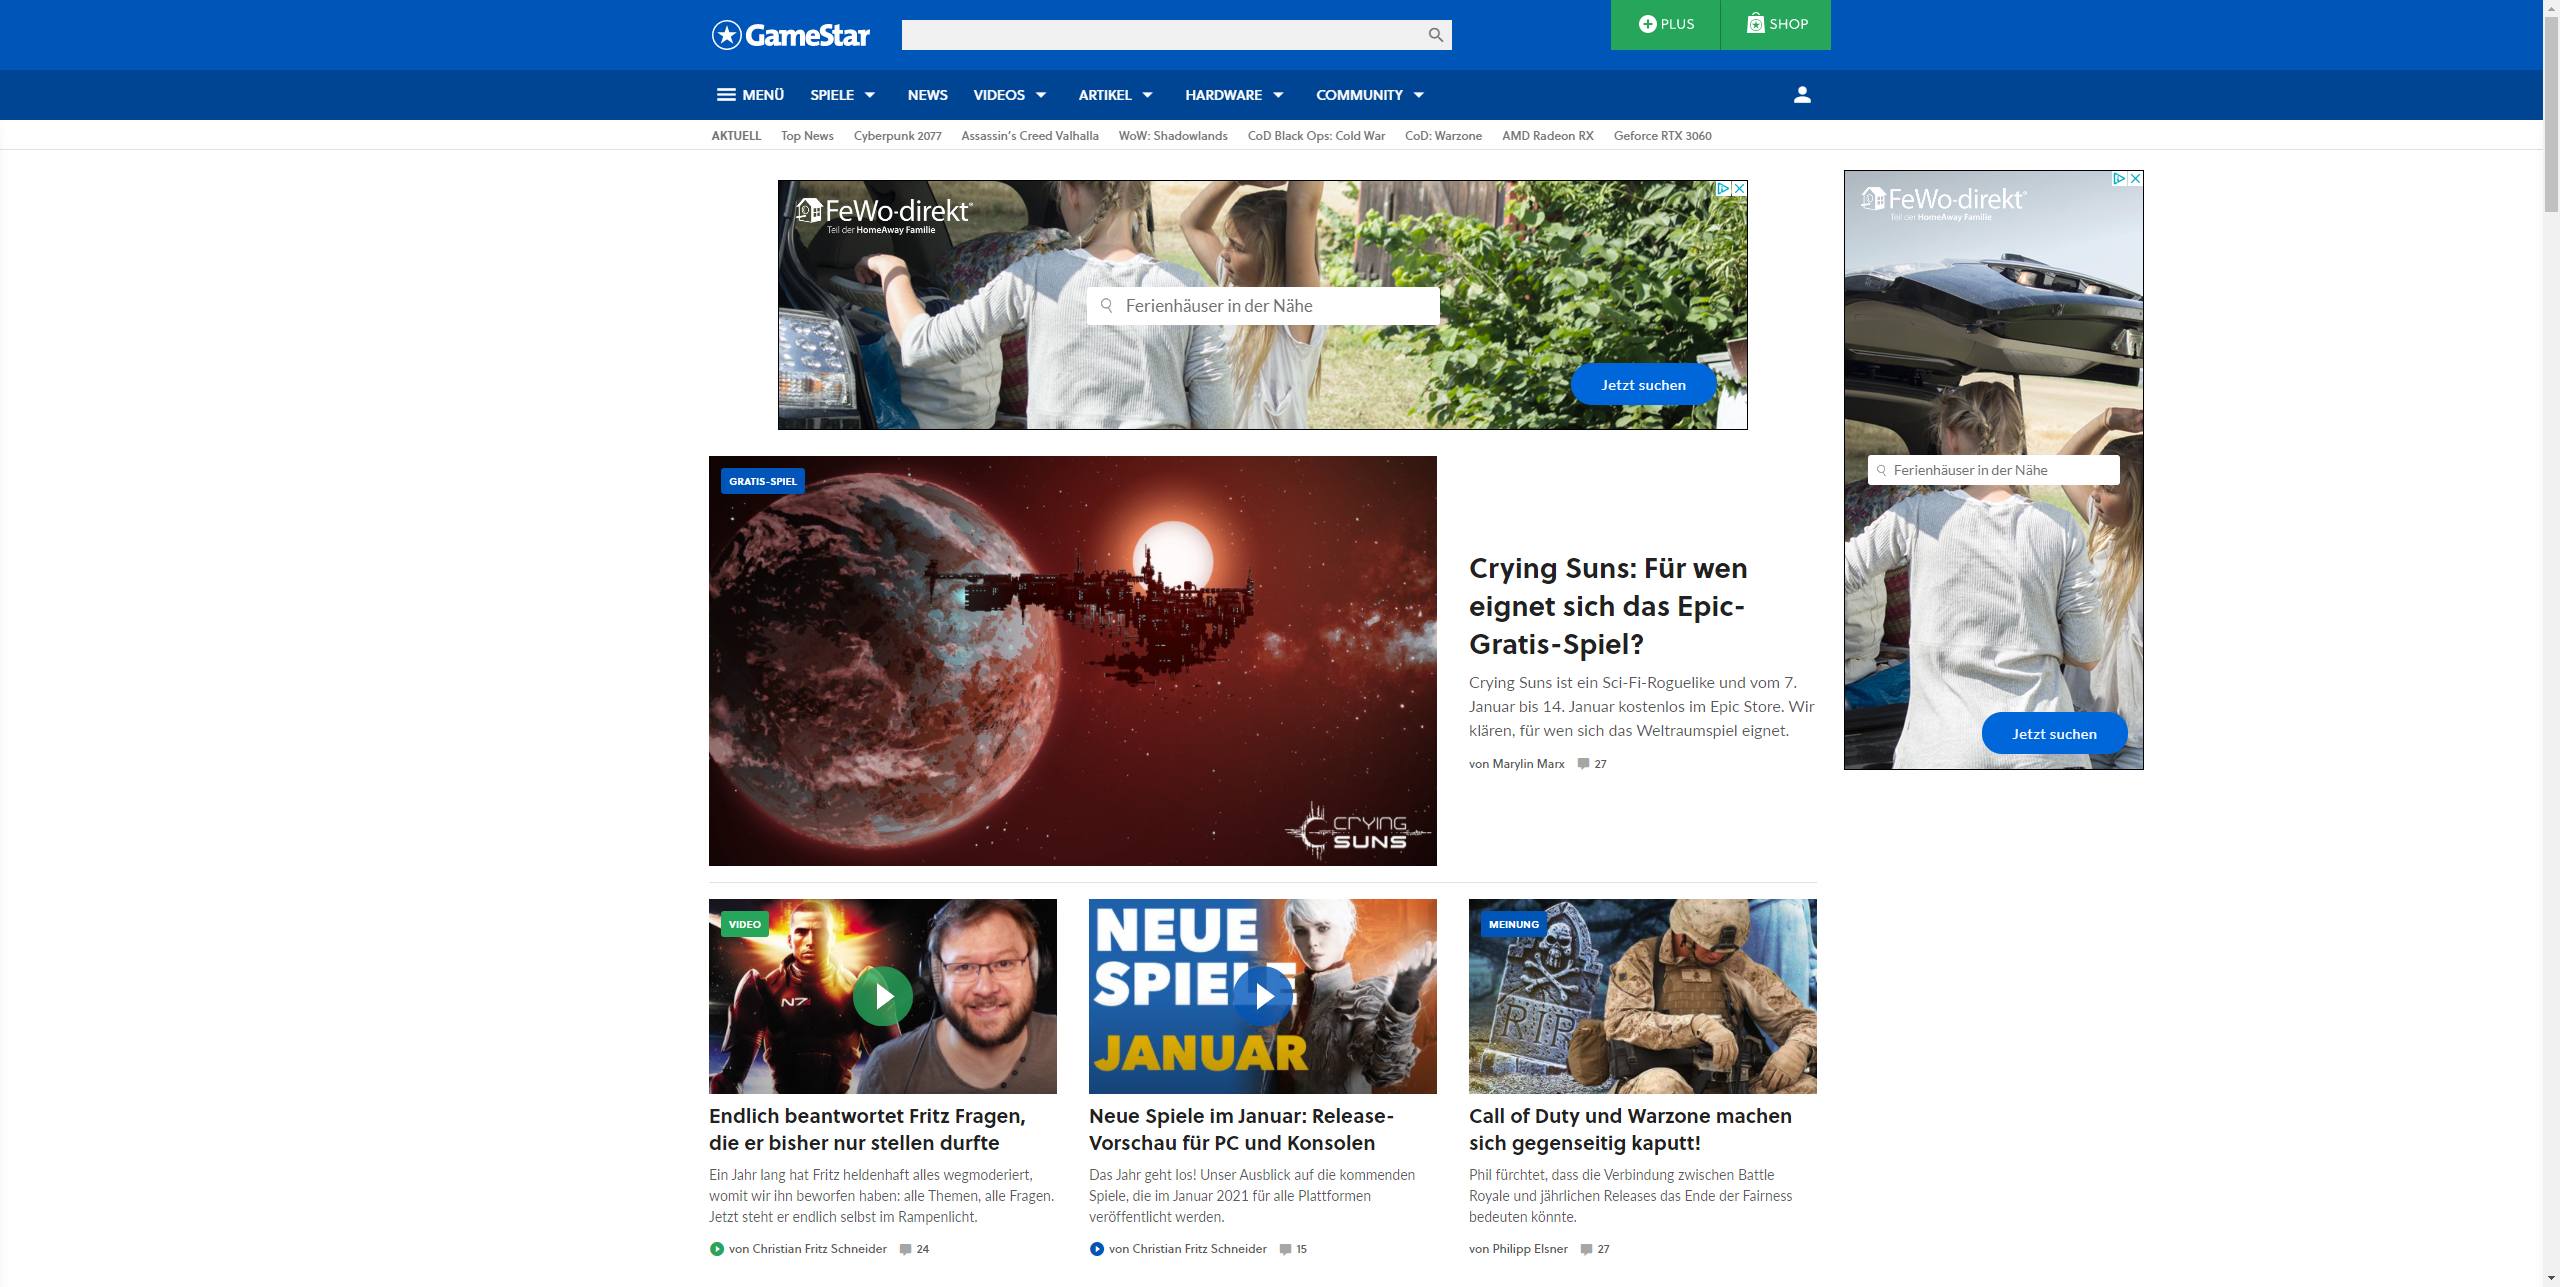 GameStar
PLUS
SHOP
MENÜ SPIELE NEWS VIDEOS ARTIKEL HARDWARE COMMUNITY
AKTUELL Top News Cyberpunk 2077 Assassin's Creed Valhalla WoW: Shadowlands CoD Black Ops: Cold War CoD: Warzone AMD Radeon RX Geforce RTX 3060
FeWo-direkt
Teil der HomeAway Familie
Ferienhäuser in der Nähe
Jetzt suchen
FeWo-direkt
Teil der HomeAway Familie
Ferienhäuser in der Nähe
Jetzt suchen
GRATIS-SPIEL
CRYING
SUNS
Crying Suns: Für wen
eignet sich das Epic-
Gratis-Spiel?
Crying Suns ist ein Sci-Fi-Roguelike und vom 7.
Januar bis 14. Januar kostenlos im Epic Store. Wir
klären, für wen sich das Weltraumspiel eignet.
von Marylin Marx 27
VIDEO
N7
Endlich beantwortet Fritz Fragen,
die er bisher nur stellen durfte
Ein Jahr lang hat Fritz heldenhaft alles wegmoderiert,
womit wir ihn beworfen haben: alle Themen, alle Fragen.
Jetzt steht er endlich selbst im Rampenlicht.
von Christian Fritz Schneider 24
NEUE
SPIELE
JANUAR
Neue Spiele im Januar: Release-
Vorschau für PC und Konsolen
Das Jahr geht los! Unser Ausblick auf die kommenden
Spiele, die im Januar 2021 für alle Plattformen
veröffentlicht werden.
von Christian Fritz Schneider 15
MEINUNG
RIP
Call of Duty und Warzone machen
sich gegenseitig kaputt!
Phil fürchtet, dass die Verbindung zwischen Battle
Royale und jährlichen Releases das Ende der Fairness
bedeuten könnte.
von Philipp Elsner 27